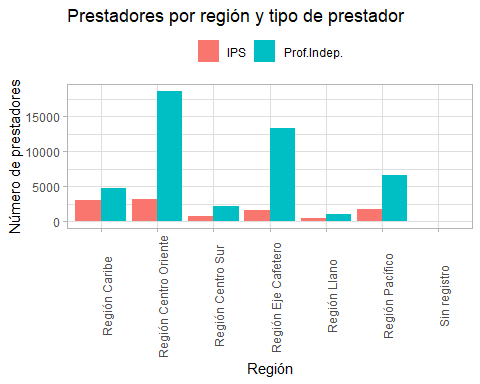 Prestadores por región y tipo de prestador
IPS
Prof.Indep.
Número de prestadores
15000
10000
5000
0
Región Caribe
Región Centro Oriente
Región Centro Sur
Región Eje Cafetero
Región Llano
Región Pacífico
Sin registro
Región